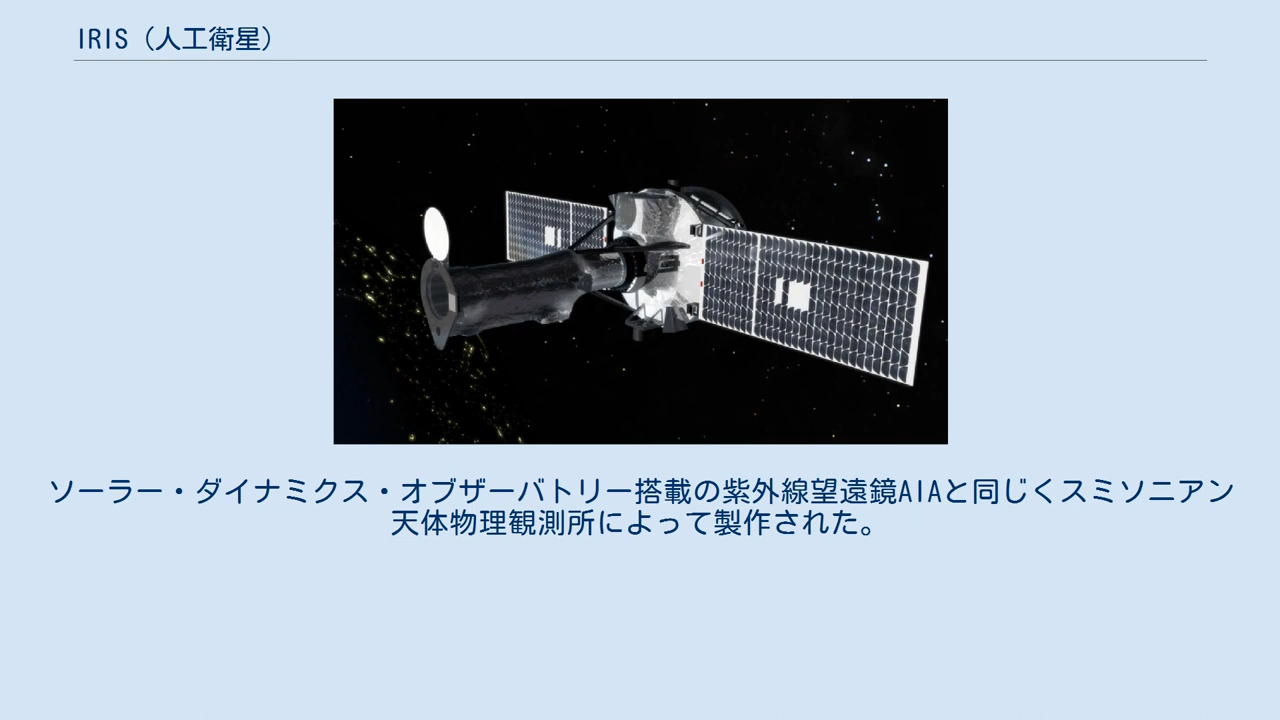 IRIS（人工衛星）
ソーラー・ダイナミクス・オブザーバトリー搭載の紫外線望遠鏡AIAと同じくスミソニアン
天体物理観測所によって製作された。